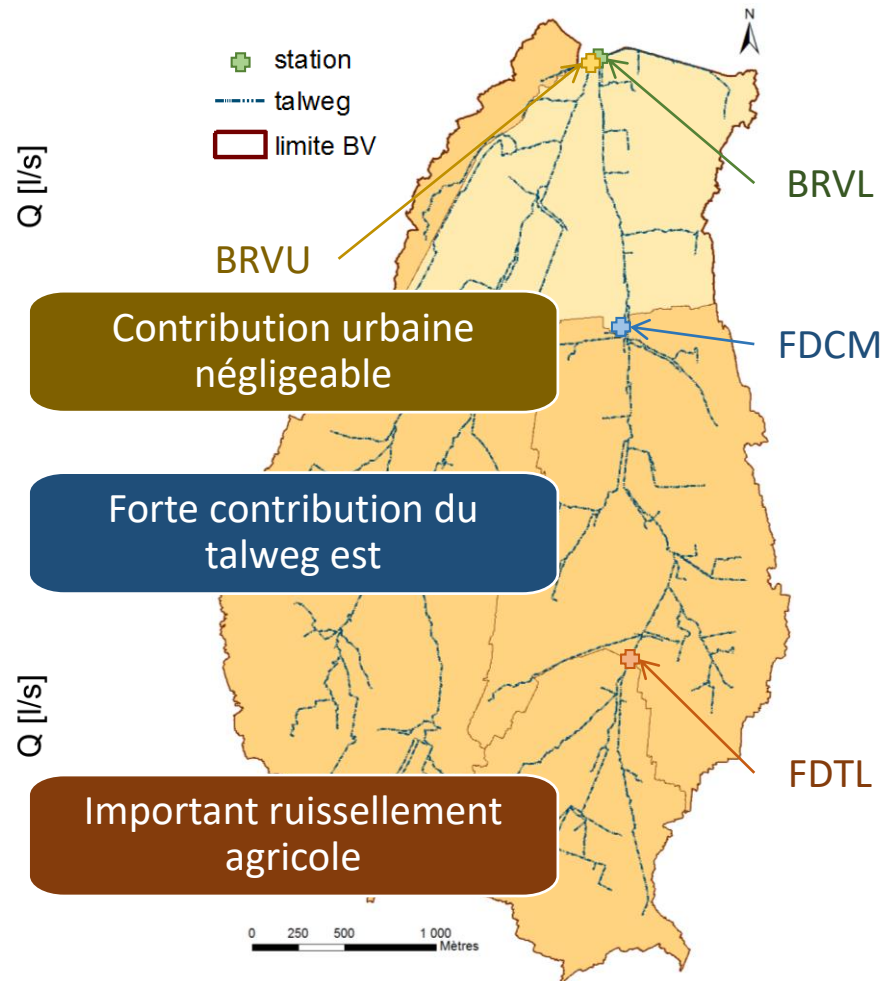 N
station
talweg
limite BV
Q [l/s]
BRVL
BRVU
Contribution urbaine
négligeable
FDCM
Forte contribution du
talweg est
Q [l/s]
FDTL
Important ruissellement
agricole
0 250 500 1 000
Mètres